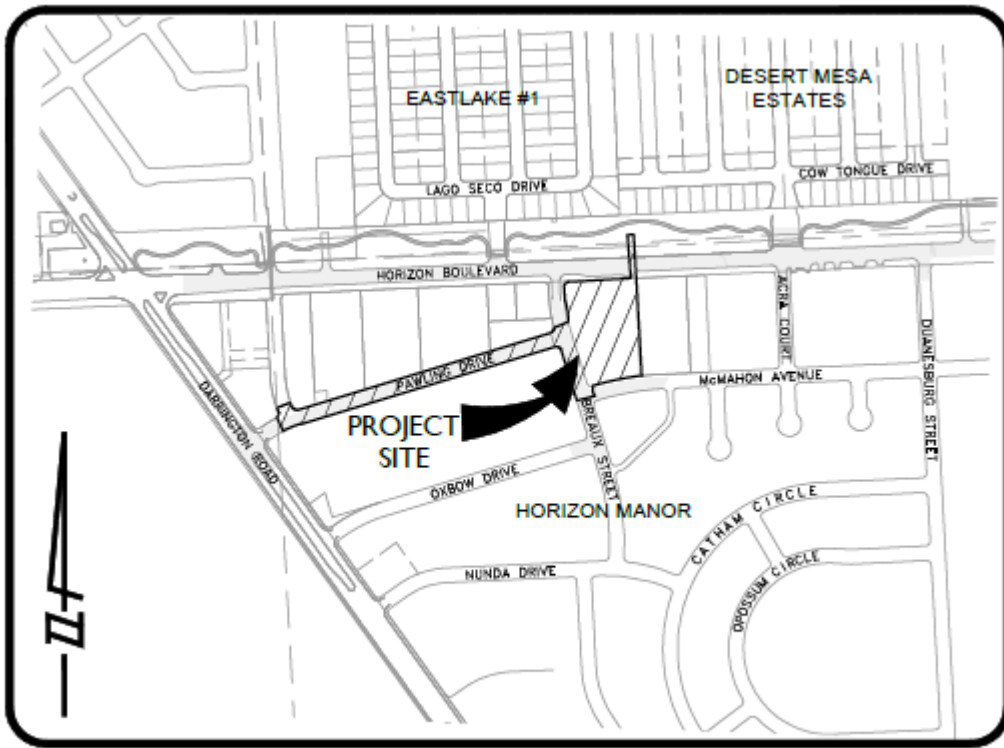 EASTLAKE #1
DESERT MESA
ESTATES
LAGO SECO DRIVE
COW TONGUE DRIVE
HORIZON BOULEVARD
ACRA COURT
DUANESBURG STREET
PAWLING DRIVE
McMAHON AVENUE
DARRINGTON ROAD
PROJECT
SITE
BREAUX STREET
OXBOW DRIVE
HORIZON MANOR
CATHAM CIRCLE
NUNDA DRIVE
OPOSSUM CIRCLE
N